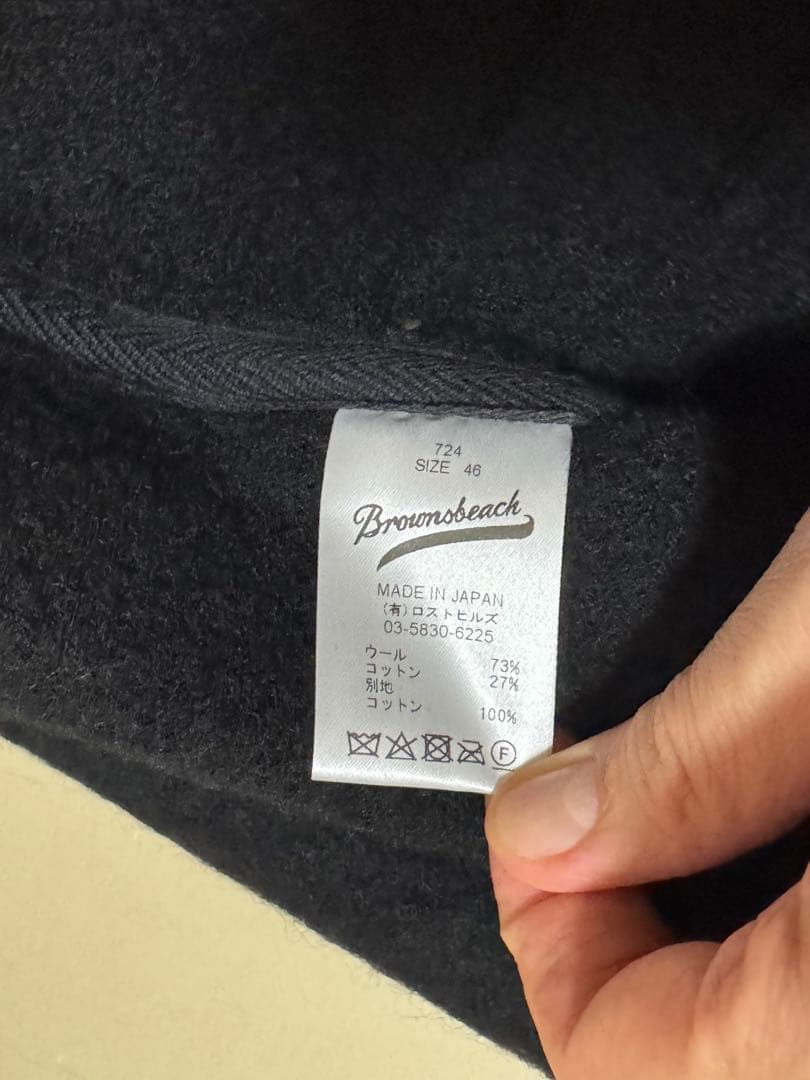 724
SIZE 46
Brownsbeach
MADE IN JAPAN
(有)ロストヒルズ
03-5830-6225
ウール 73%
コットン 27%
別地
コットン 100%
F